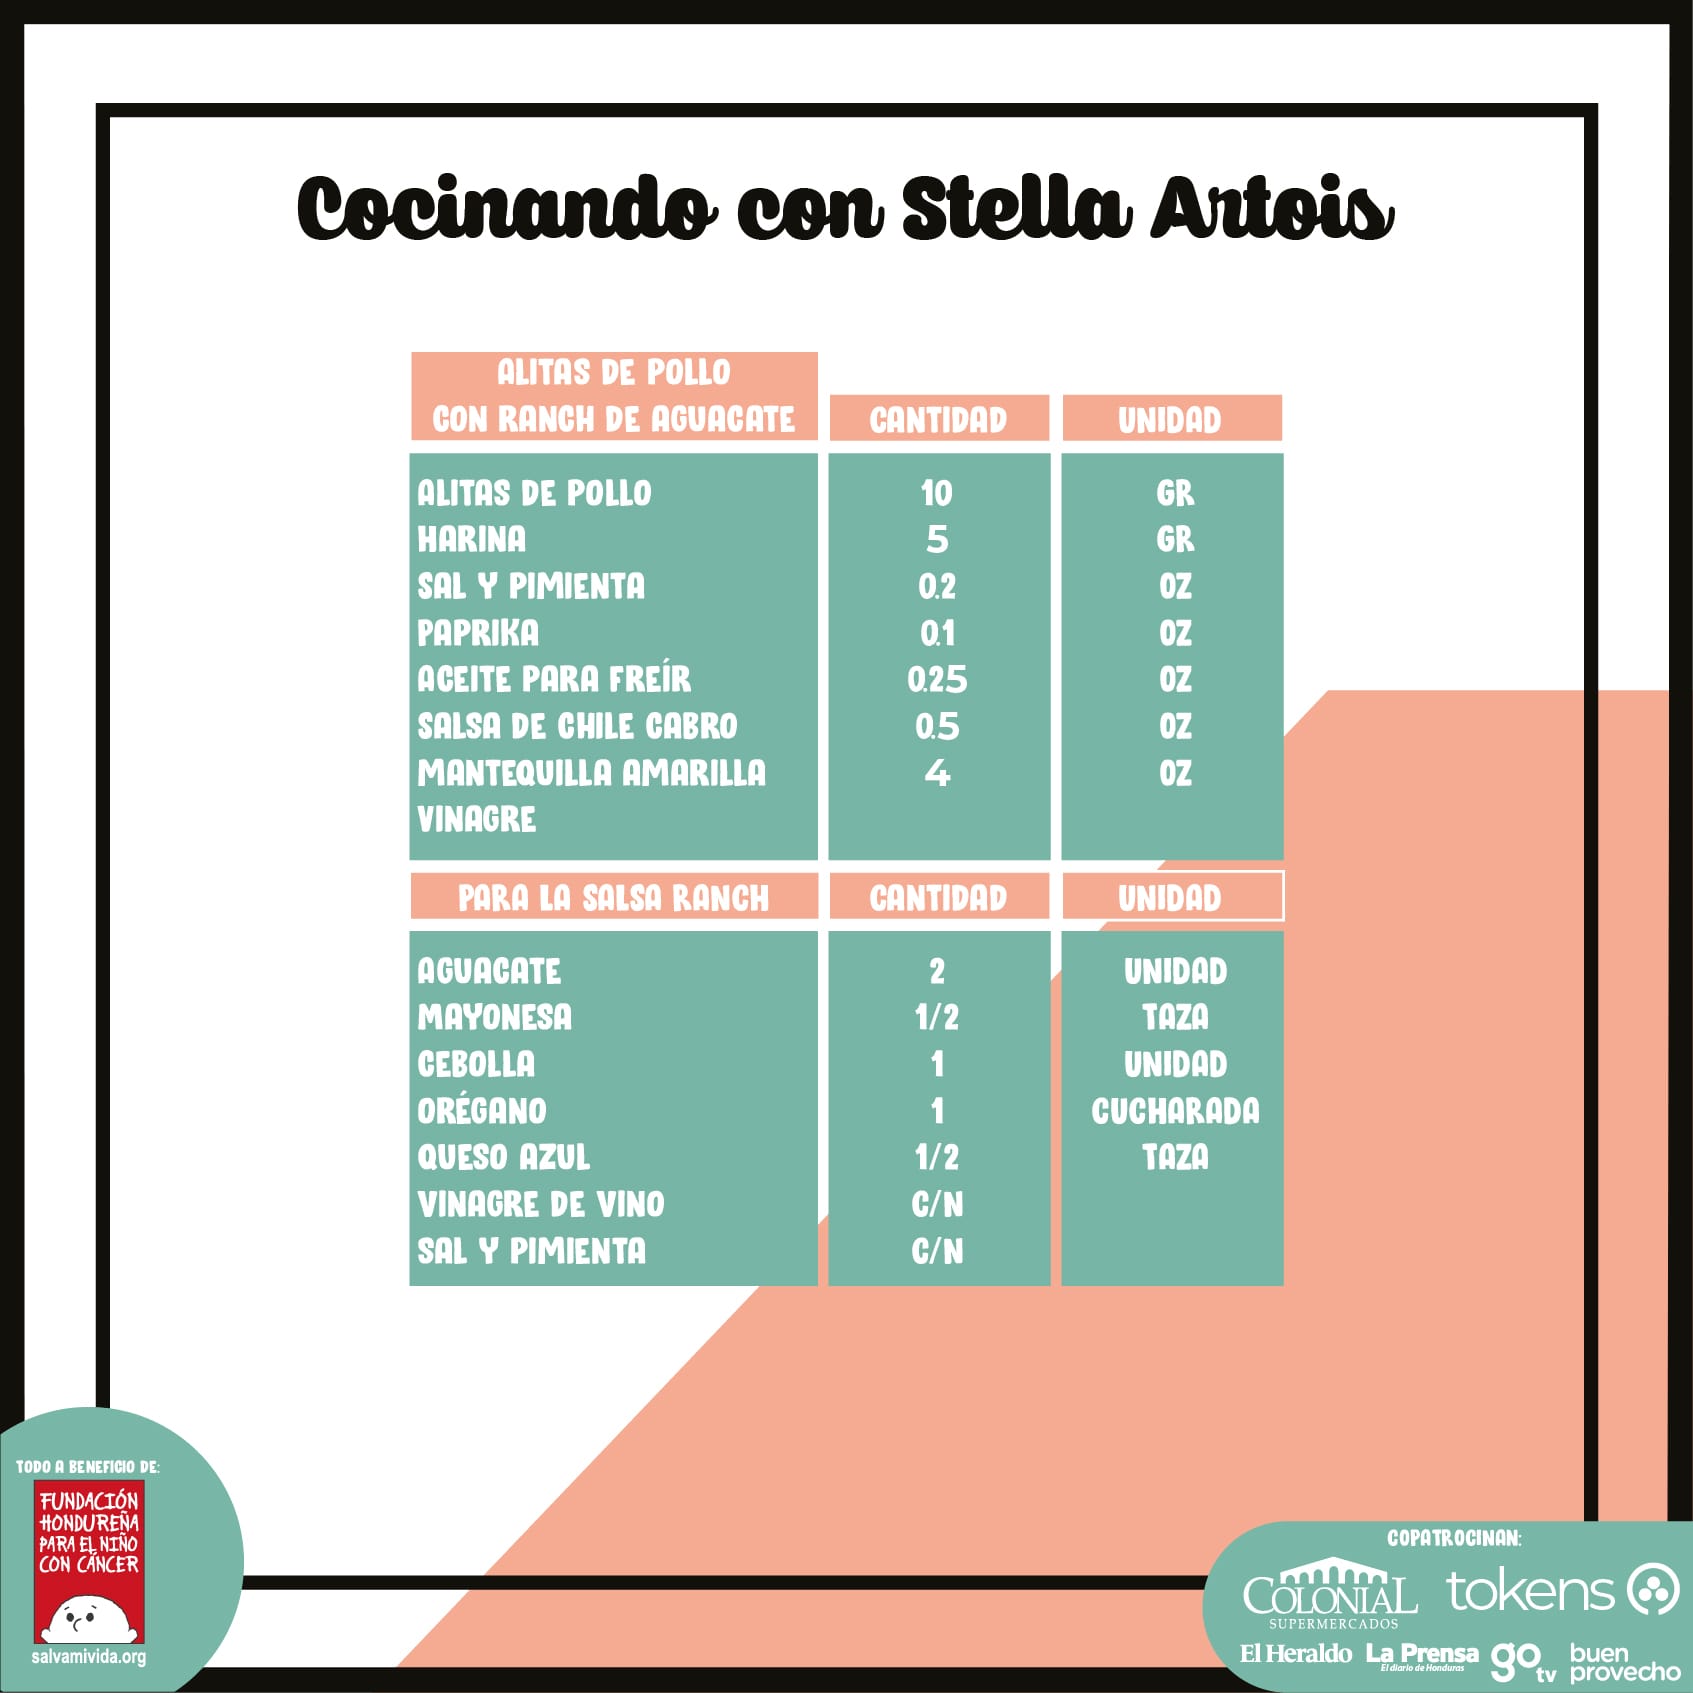 Cocinando con Stella Artois
ALITAS DE POLLO
CON RANCH DE AGUACATE CANTIDAD UNIDAD
ALITAS DE POLLO 10 GR
HARINA 5 GR
SAL Y PIMIENTA 0.2 OZ
PAPRIKA 0.1 OZ
ACEITE PARA FREÍR 0.25 OZ
SALSA DE CHILE CABRO 0.5 OZ
MANTEQUILLA AMARILLA 4 OZ
VINAGRE
PARA LA SALSA RANCH CANTIDAD UNIDAD
AGUACATE 2 UNIDAD
MAYONESA 1/2 TAZA
CEBOLLA 1 UNIDAD
ORÉGANO 1 CUCHARADA
QUESO AZUL 1/2 TAZA
VINAGRE DE VINO C/N
SAL Y PIMIENTA C/N
TODO A BENEFICIO DE:
FUNDACIÓN
HONDUREÑA
PARA EL NIÑO
CON CÁNCER
salvamivida.org
COPATROCINAN:
COLONIAL
SUPERMERCADOS
tokens
El Heraldo
La Prensa
El diario de Honduras
go tv
buen
provecho